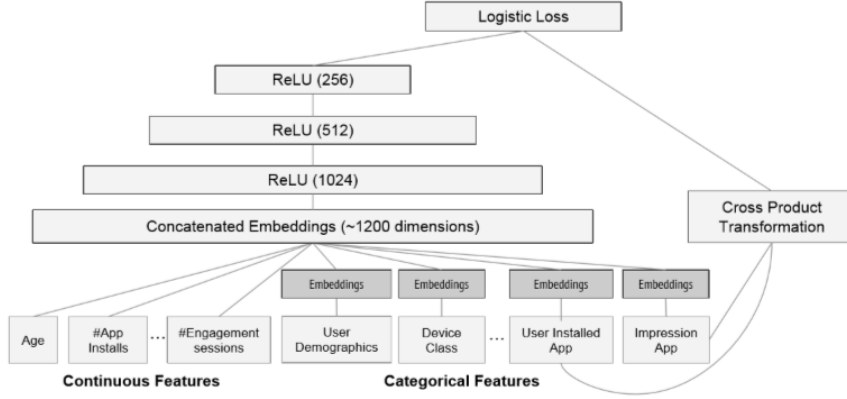 Logistic Loss
ReLU (256)
ReLU (512)
ReLU (1024)
Concatenated Embeddings (~1200 dimensions)
Cross Product
Transformation
Embeddings
Embeddings
Embeddings
Embeddings
Age
#App
Installs
...
#Engagement
sessions
User
Demographics
Device
Class
...
User Installed
App
Impression
App
Continuous Features
Categorical Features